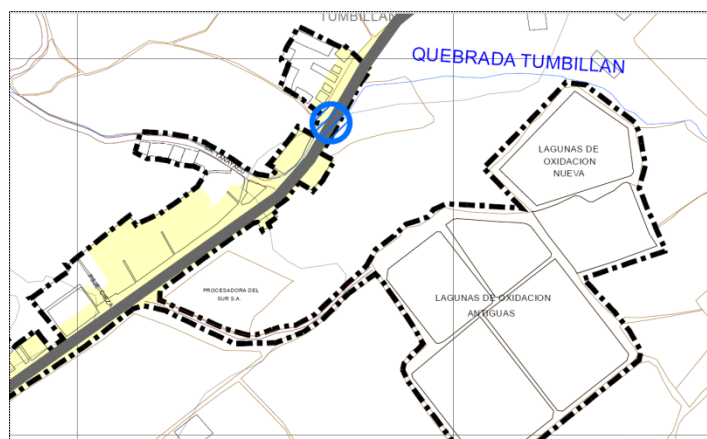 TUMBILLAN
QUEBRADA TUMBILLAN
LAGUNAS DE
OXIDACION
NUEVA
PROCESADORA DEL
SUR S.A.
LAGUNAS DE OXIDACION
ANTIGUAS